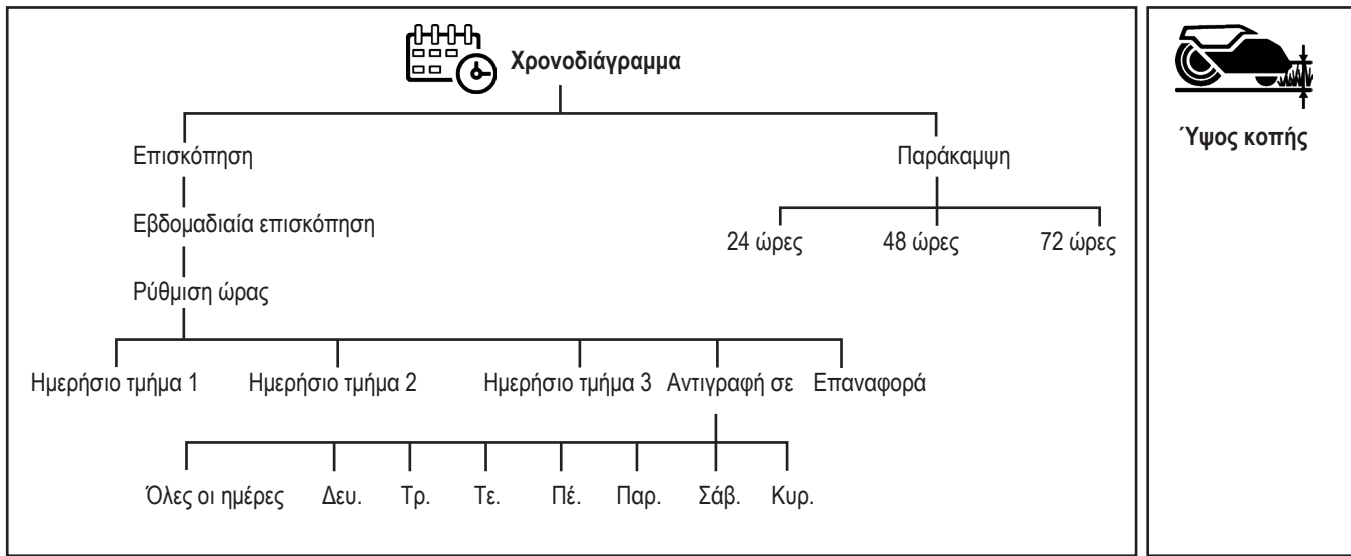 Χρονοδιάγραμμα
Επισκόπηση Παράκαμψη
Εβδομαδιαία επισκόπηση
24 ώρες 48 ώρες 72 ώρες
Ρύθμιση ώρας
Ημερήσιο τμήμα 1 Ημερήσιο τμήμα 2 Ημερήσιο τμήμα 3 Αντιγραφή σε Επαναφορά
Όλες οι ημέρες Δευ. Τρ. Τε. Πέ. Παρ. Σάβ. Κυρ.
Ύψος κοπής